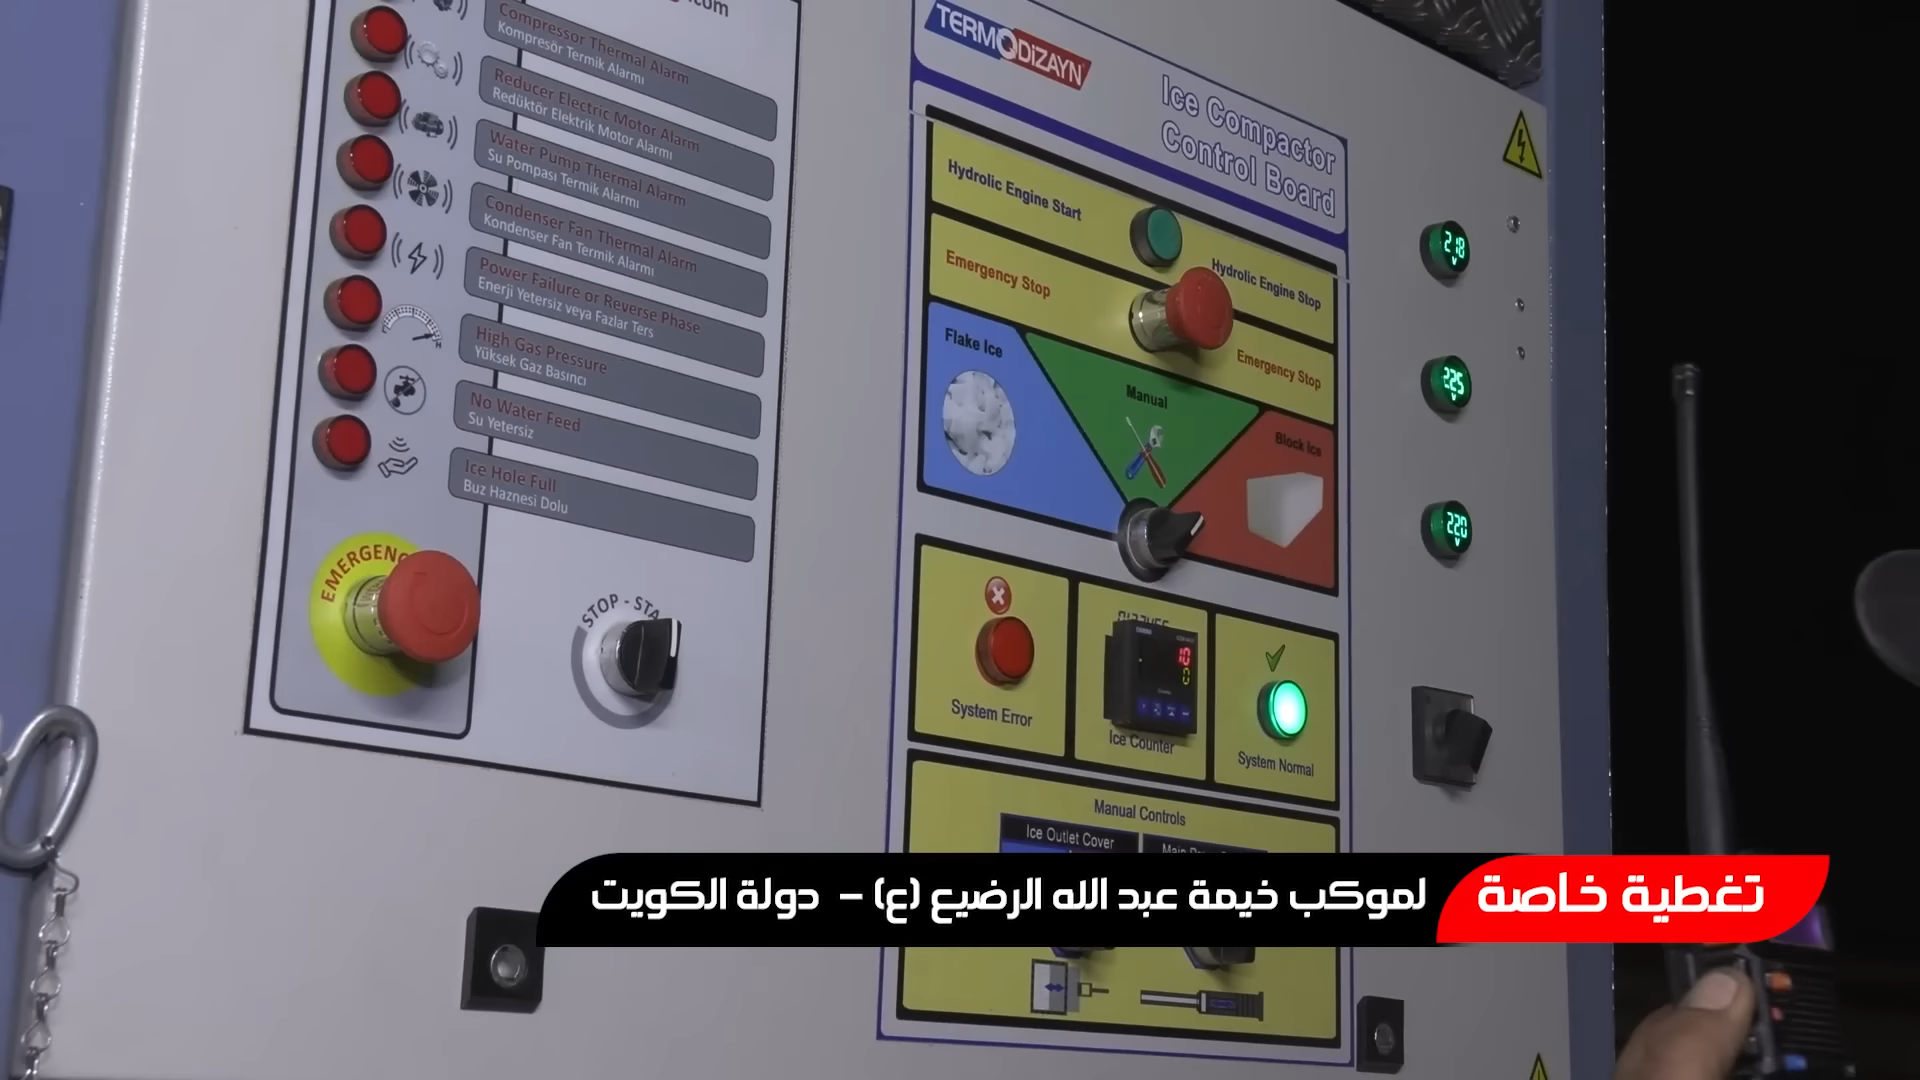 .com
Compressor Thermal Alarm
Kompresör Termik Alarmı
Reducer Electric Motor Alarm
Redüktör Elektrik Motor Alarmı
Water Pump Thermal Alarm
Su Pompası Termik Alarmı
Condenser Fan Thermal Alarm
Kondenser Fan Termik Alarmı
Power Failure or Reverse Phase
Enerji Yetersiz veya Fazlar Ters
High Gas Pressure
Yüksek Gaz Basıncı
No Water Feed
Su Yetersiz
Ice Hole Full
Buz Haznesi Dolu
EMERGENC
STOP - STA
TERMODİZAYN
Ice Compactor
Control Board
Hydrolic Engine Start
Hydrolic Engine Stop
Emergency Stop
Emergency Stop
Flake Ice
Manual
Block Ice
System Error
10
0
Ice Counter
System Normal
Manual Controls
Ice Outlet Cover
218
V
225
V
220
V
تغطية خاصة
لموكب خيمة عبد الله الرضيع (ع) – دولة الكويت